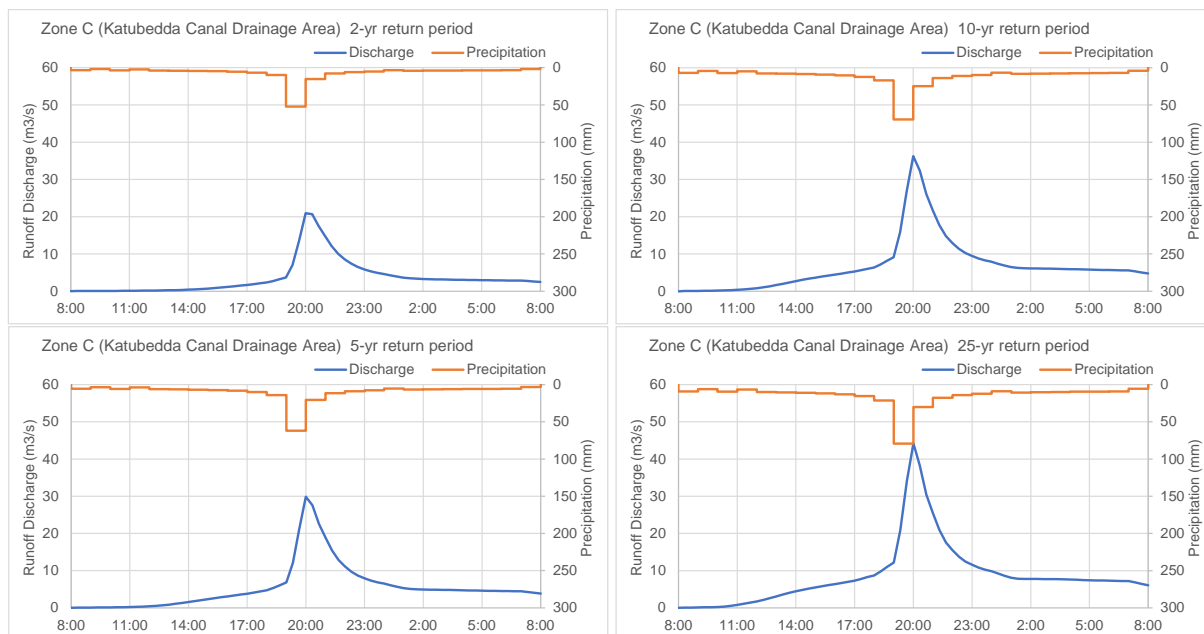 Zone C (Katubedda Canal Drainage Area) 2-yr return period
Discharge Precipitation
Runoff Discharge (m3/s)
60
50
40
30
20
10
0
Precipitation (mm)
0
50
100
150
200
250
300
8:00 11:00 14:00 17:00 20:00 23:00 2:00 5:00 8:00
Zone C (Katubedda Canal Drainage Area) 10-yr return period
Discharge Precipitation
Runoff Discharge (m3/s)
60
50
40
30
20
10
0
Precipitation (mm)
0
50
100
150
200
250
300
8:00 11:00 14:00 17:00 20:00 23:00 2:00 5:00 8:00
Zone C (Katubedda Canal Drainage Area) 5-yr return period
Discharge Precipitation
Runoff Discharge (m3/s)
60
50
40
30
20
10
0
Precipitation (mm)
0
50
100
150
200
250
300
8:00 11:00 14:00 17:00 20:00 23:00 2:00 5:00 8:00
Zone C (Katubedda Canal Drainage Area) 25-yr return period
Discharge Precipitation
Runoff Discharge (m3/s)
60
50
40
30
20
10
0
Precipitation (mm)
0
50
100
150
200
250
300
8:00 11:00 14:00 17:00 20:00 23:00 2:00 5:00 8:00